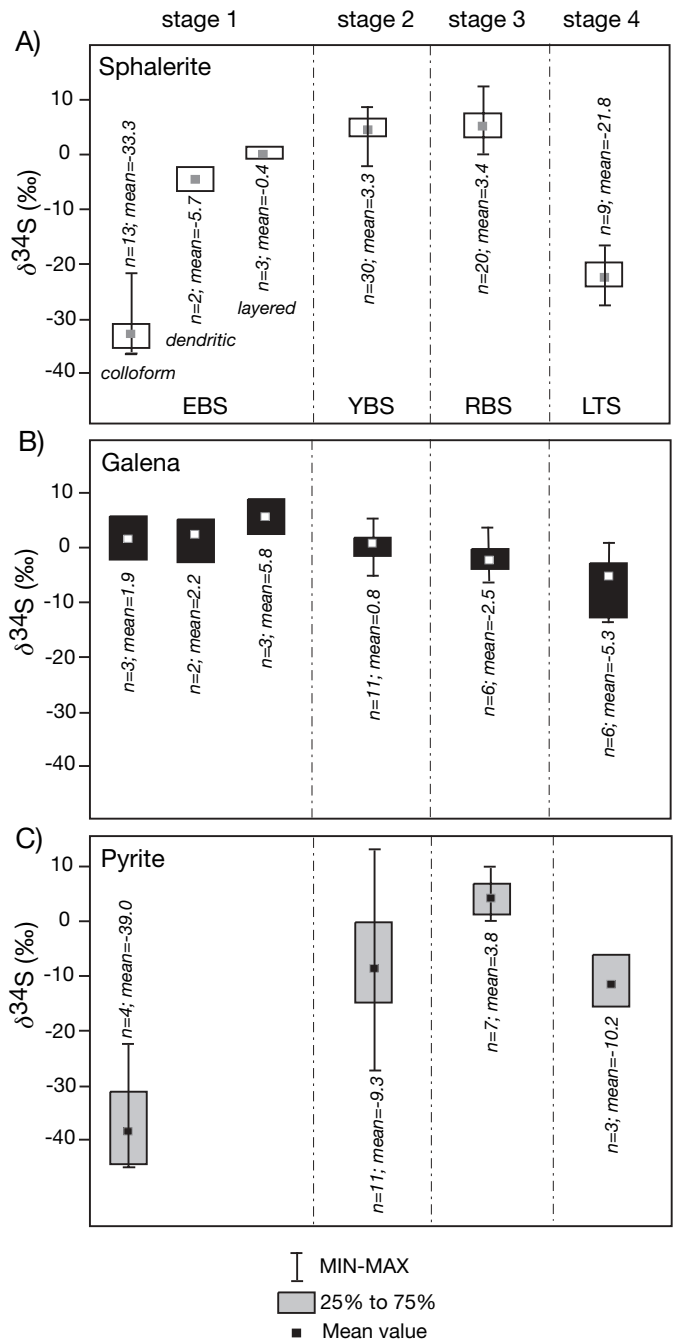 stage 1 stage 2 stage 3 stage 4
A)
Sphalerite
δ34S (‰)
10
0
-10
-20
-30
-40
n=13; mean=-33.3
colloform
n=2; mean=-5.7
dendritic
n=3; mean=-0.4
layered
n=30; mean=3.3
n=20; mean=3.4
n=9; mean=-21.8
EBS YBS RBS LTS
B)
Galena
δ34S (‰)
10
0
-10
-20
-30
-40
n=3; mean=1.9
n=2; mean=2.2
n=3; mean=5.8
n=11; mean=0.8
n=6; mean=-2.5
n=6; mean=-5.3
C)
Pyrite
δ34S (‰)
10
0
-10
-20
-30
-40
n=4; mean=-39.0
n=11; mean=-9.3
n=7; mean=3.8
n=3; mean=-10.2
MIN-MAX
25% to 75%
Mean value